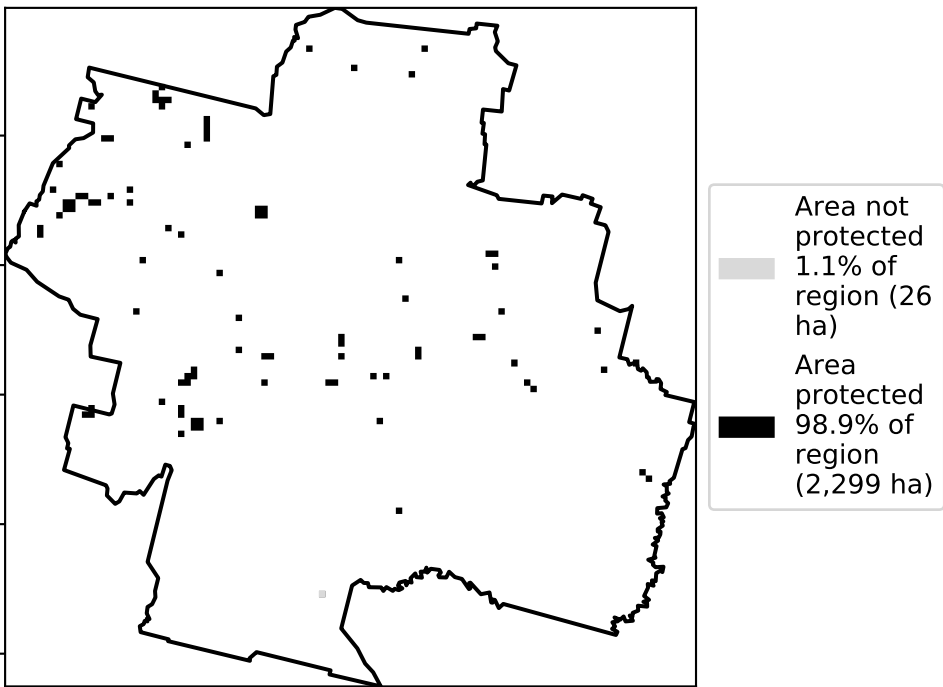 Area not
protected
1.1% of
region (26
ha)
Area
protected
98.9% of
region
(2,299 ha)